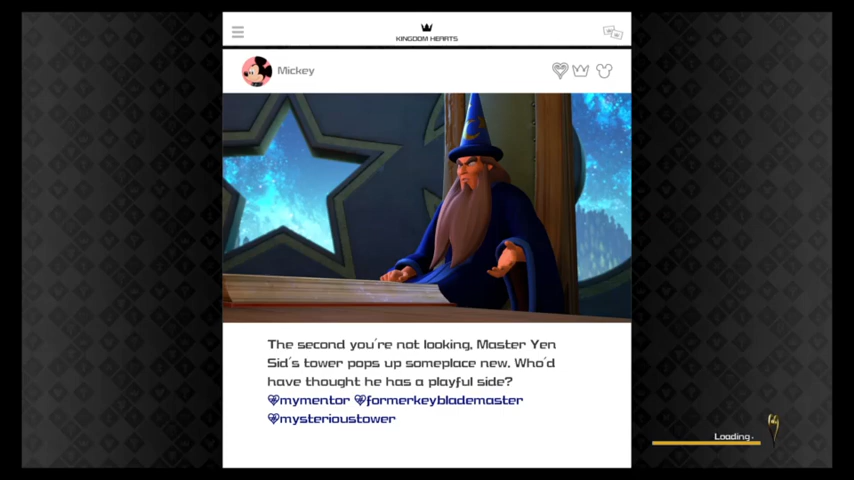 KINGDOM HEARTS
Mickey
The second you're not looking, Master Yen
Sid's tower pops up someplace new. Who'd
have thought he has a playful side?
mymentor formerkeyblademaster
mysterioustower
Loading.